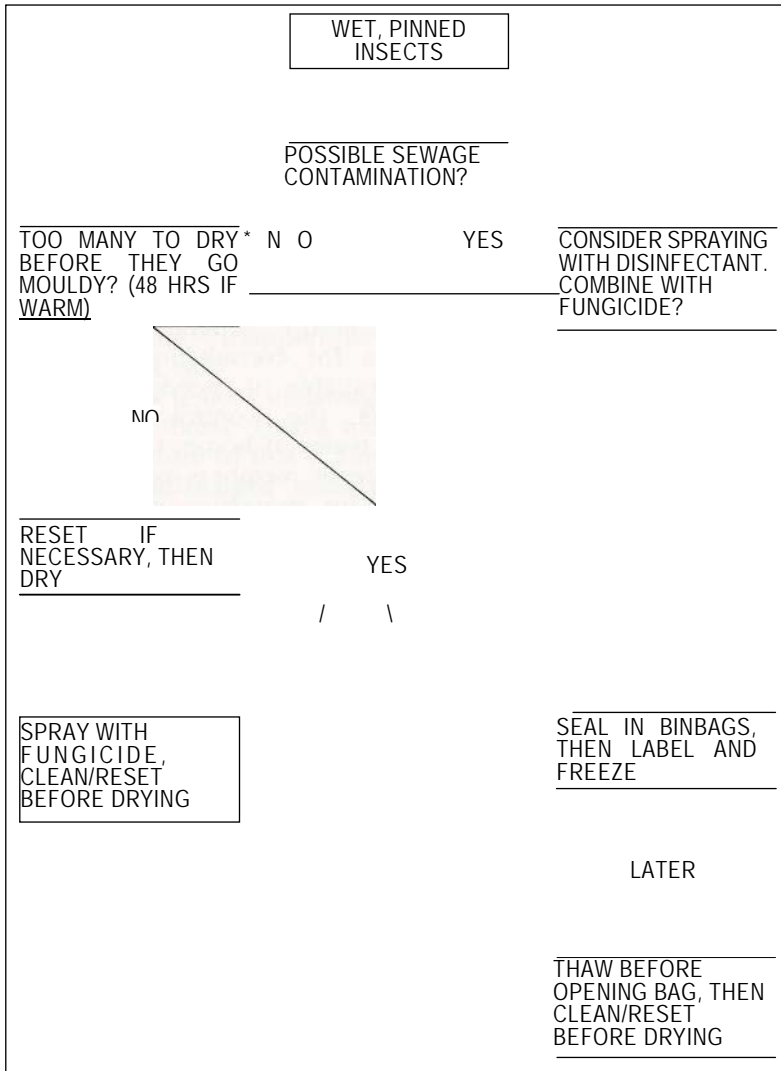 WET, PINNED
INSECTS
POSSIBLE SEWAGE
CONTAMINATION?
TOO MANY TO DRY
BEFORE THEY GO
MOULDY? (48 HRS IF
WARM)
* N O
YES
CONSIDER SPRAYING
WITH DISINFECTANT.
COMBINE WITH
FUNGICIDE?
NO
RESET IF
NECESSARY, THEN
DRY
YES
/ \
SPRAY WITH
FUNGICIDE,
CLEAN/RESET
BEFORE DRYING
SEAL IN BINBAGS,
THEN LABEL AND
FREEZE
LATER
THAW BEFORE
OPENING BAG, THEN
CLEAN/RESET
BEFORE DRYING